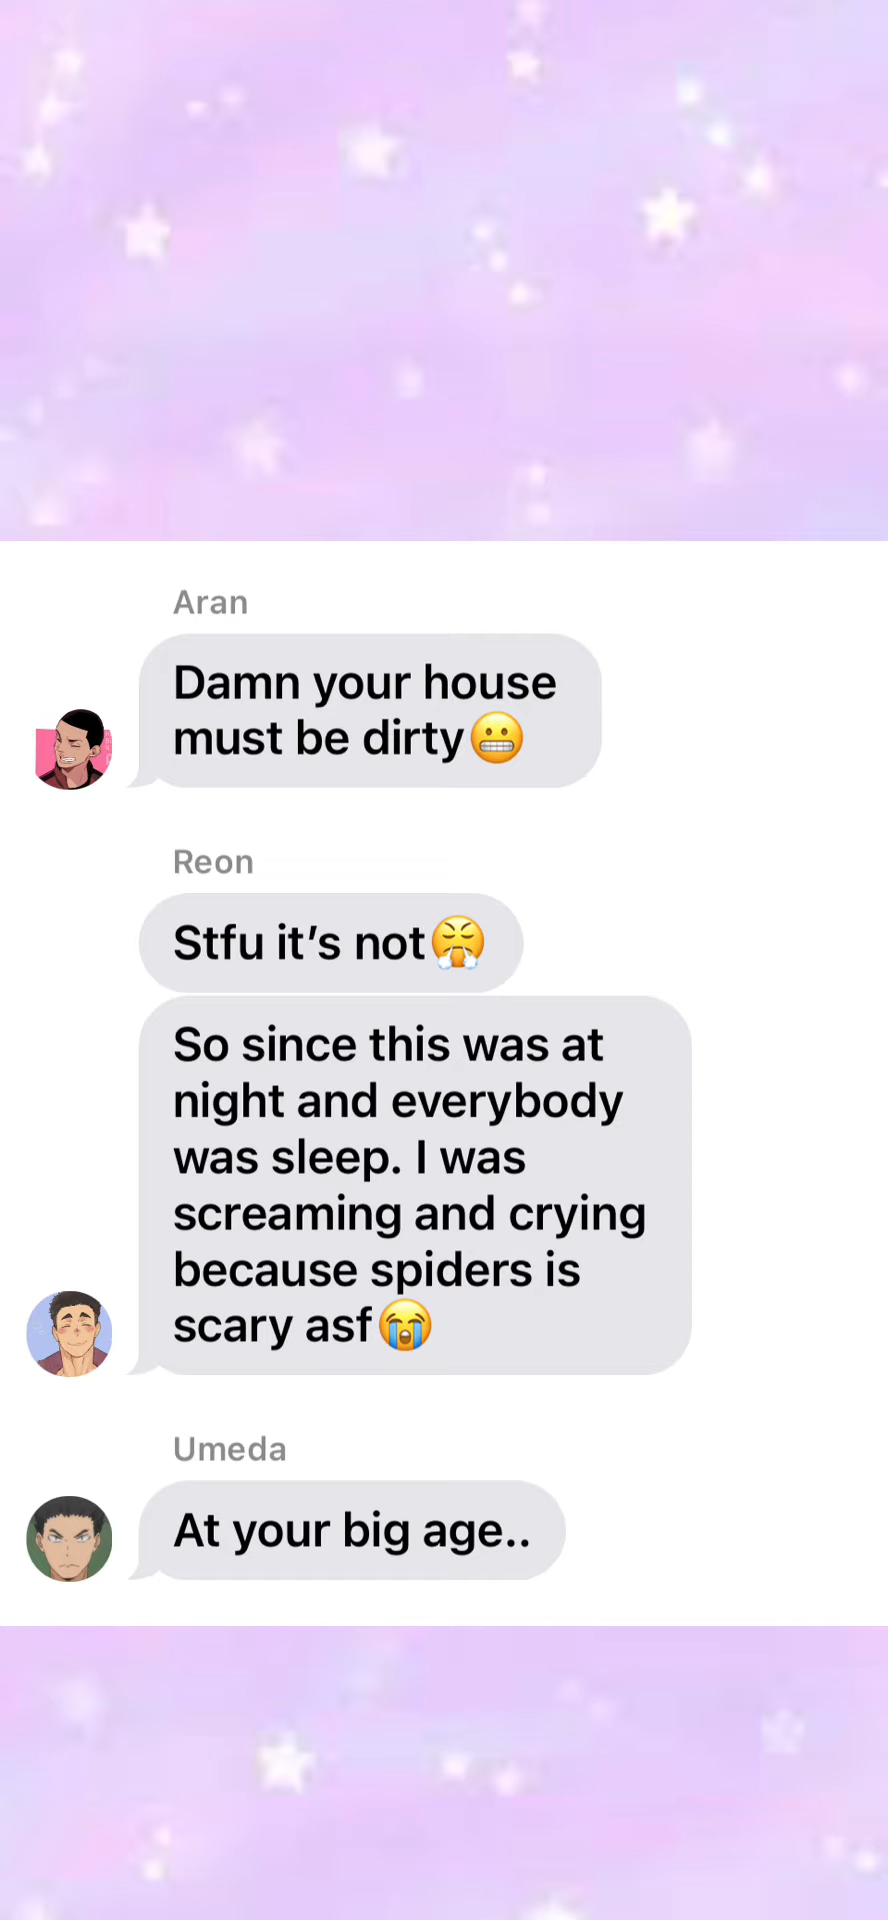 Aran
Damn your house
must be dirty😬
Reon
Stfu it’s not😤
So since this was at
night and everybody
was sleep. I was
screaming and crying
because spiders is
scary asf😭
Umeda
At your big age..